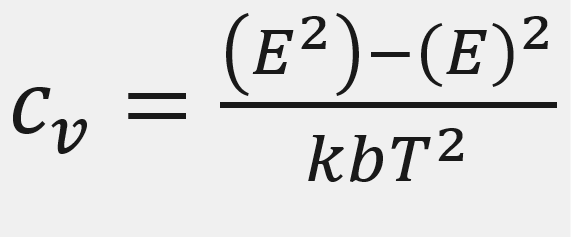 c_v = ((E^2)-(E)^2)/(kbT^2)